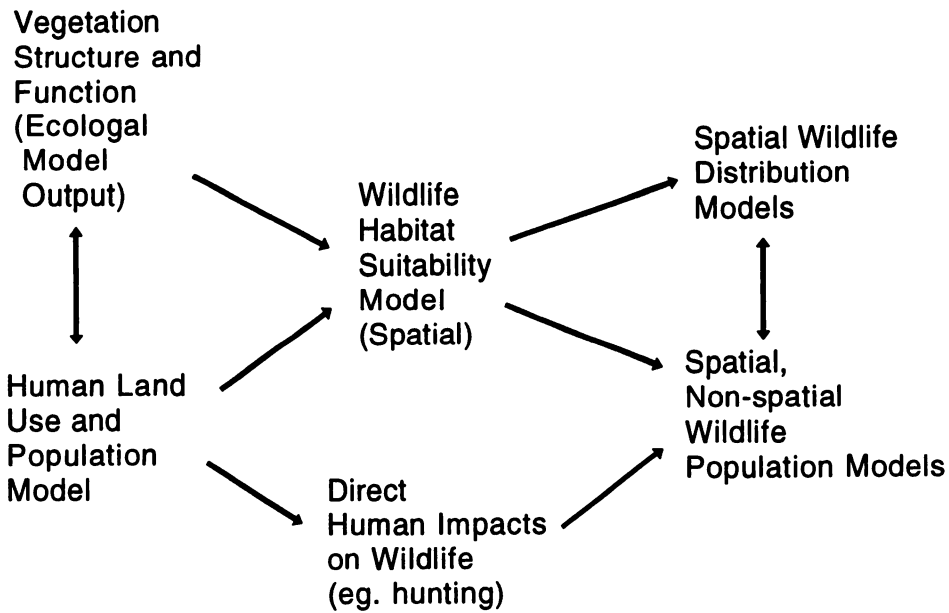 Vegetation
Structure and
Function
(Ecologal
Model
Output)
Human Land
Use and
Population
Model
Wildlife
Habitat
Suitability
Model
(Spatial)
Direct
Human Impacts
on Wildlife
(eg. hunting)
Spatial Wildlife
Distribution
Models
Spatial,
Non-spatial
Wildlife
Population Models